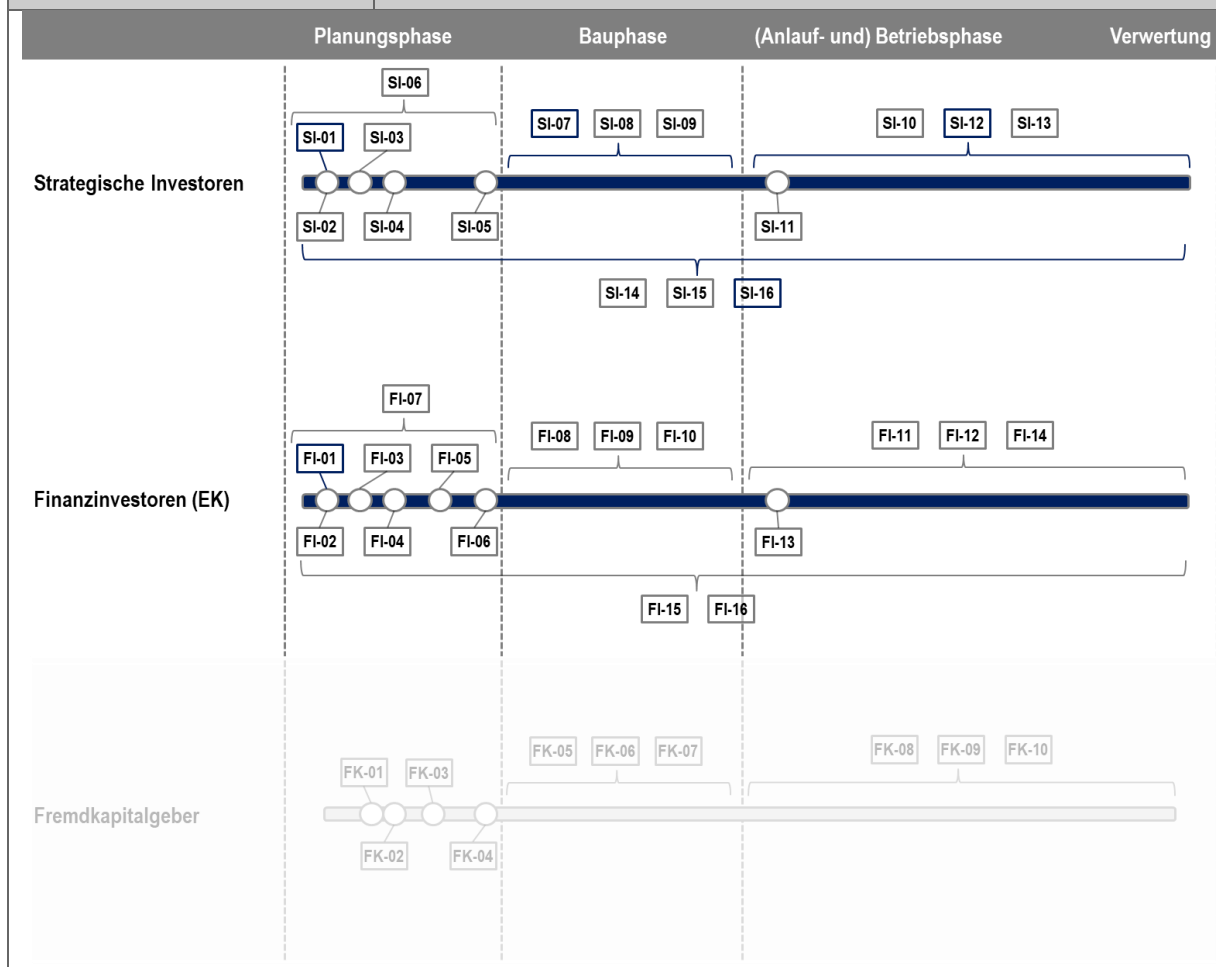 Planungsphase Bauphase (Anlauf- und) Betriebsphase Verwertung
SI-06
SI-01 SI-03 SI-07 SI-08 SI-09 SI-10 SI-12 SI-13
Strategische Investoren
SI-02 SI-04 SI-05 SI-11
SI-14 SI-15 SI-16
FI-07
FI-08 FI-09 FI-10 FI-11 FI-12 FI-14
FI-01 FI-03 FI-05
Finanzinvestoren (EK)
FI-02 FI-04 FI-06 FI-13
FI-15 FI-16
FK-05 FK-06 FK-07 FK-08 FK-09 FK-10
FK-01 FK-03
Fremdkapitalgeber
FK-02 FK-04